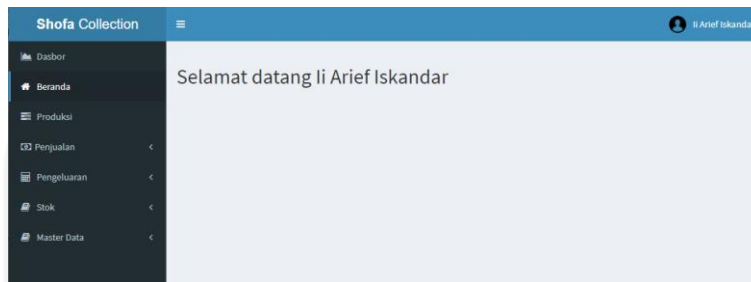 Shofa Collection
Ii Arief Iskanda
Dasbor
Beranda
Selamat datang Ii Arief Iskandar
Produksi
Penjualan
Pengeluaran
Stok
Master Data